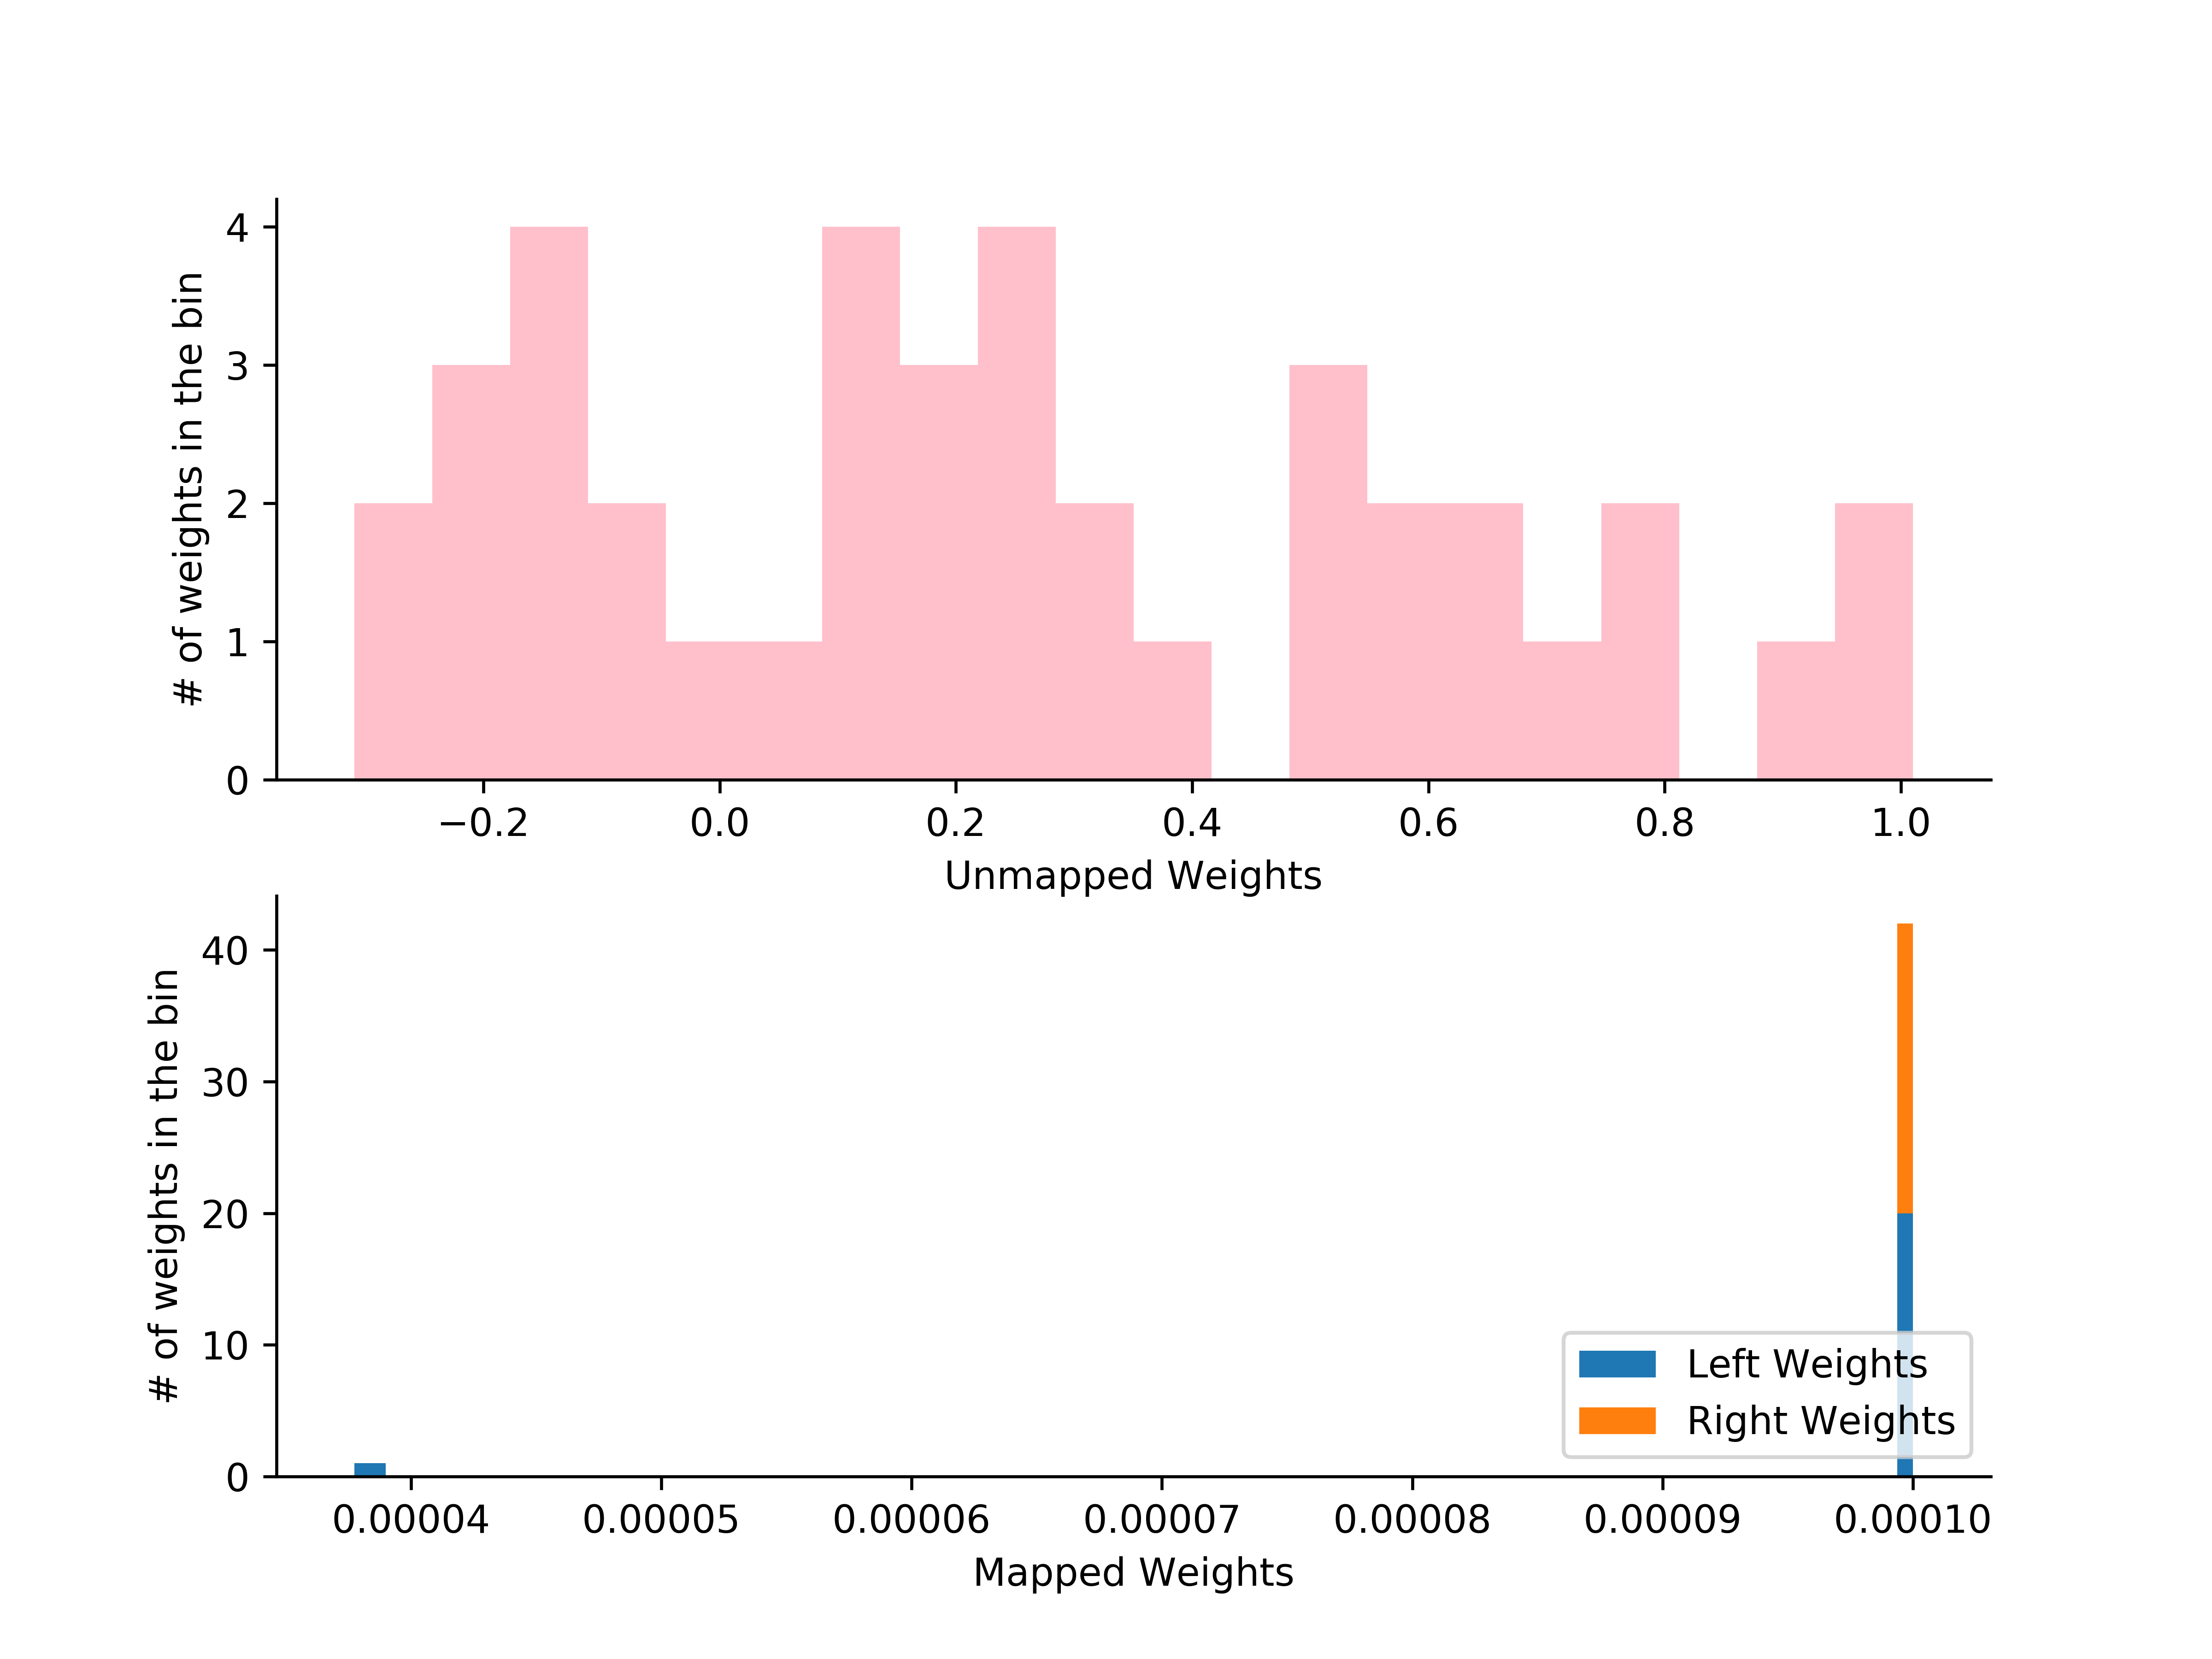 4
3
2
1
0
# of weights in the bin
−0.2 0.0 0.2 0.4 0.6 0.8 1.0
Unmapped Weights
40
30
20
10
0
# of weights in the bin
Left Weights
Right Weights
0.00004 0.00005 0.00006 0.00007 0.00008 0.00009 0.00010
Mapped Weights